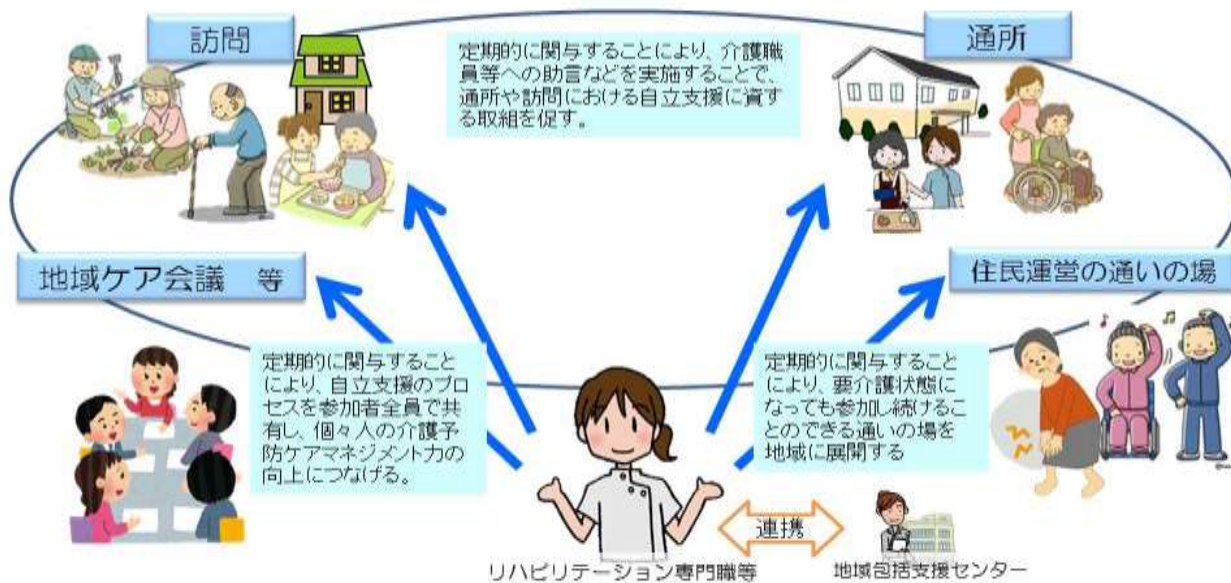 訪問
定期的に関与することにより、介護職
員等への助言などを実施することで、
通所や訪問における自立支援に資す
る取組を促す。
通所
地域ケア会議　等
住民運営の通いの場
定期的に関与すること
により、自立支援のプロ
セスを参加者全員で共
有し、個々人の介護予
防ケアマネジメント力の
向上につなげる。
定期的に関与すること
により、要介護状態に
なっても参加し続けるこ
とのできる通いの場を
地域に展開する
連携
リハビリテーション専門職等
地域包括支援センター